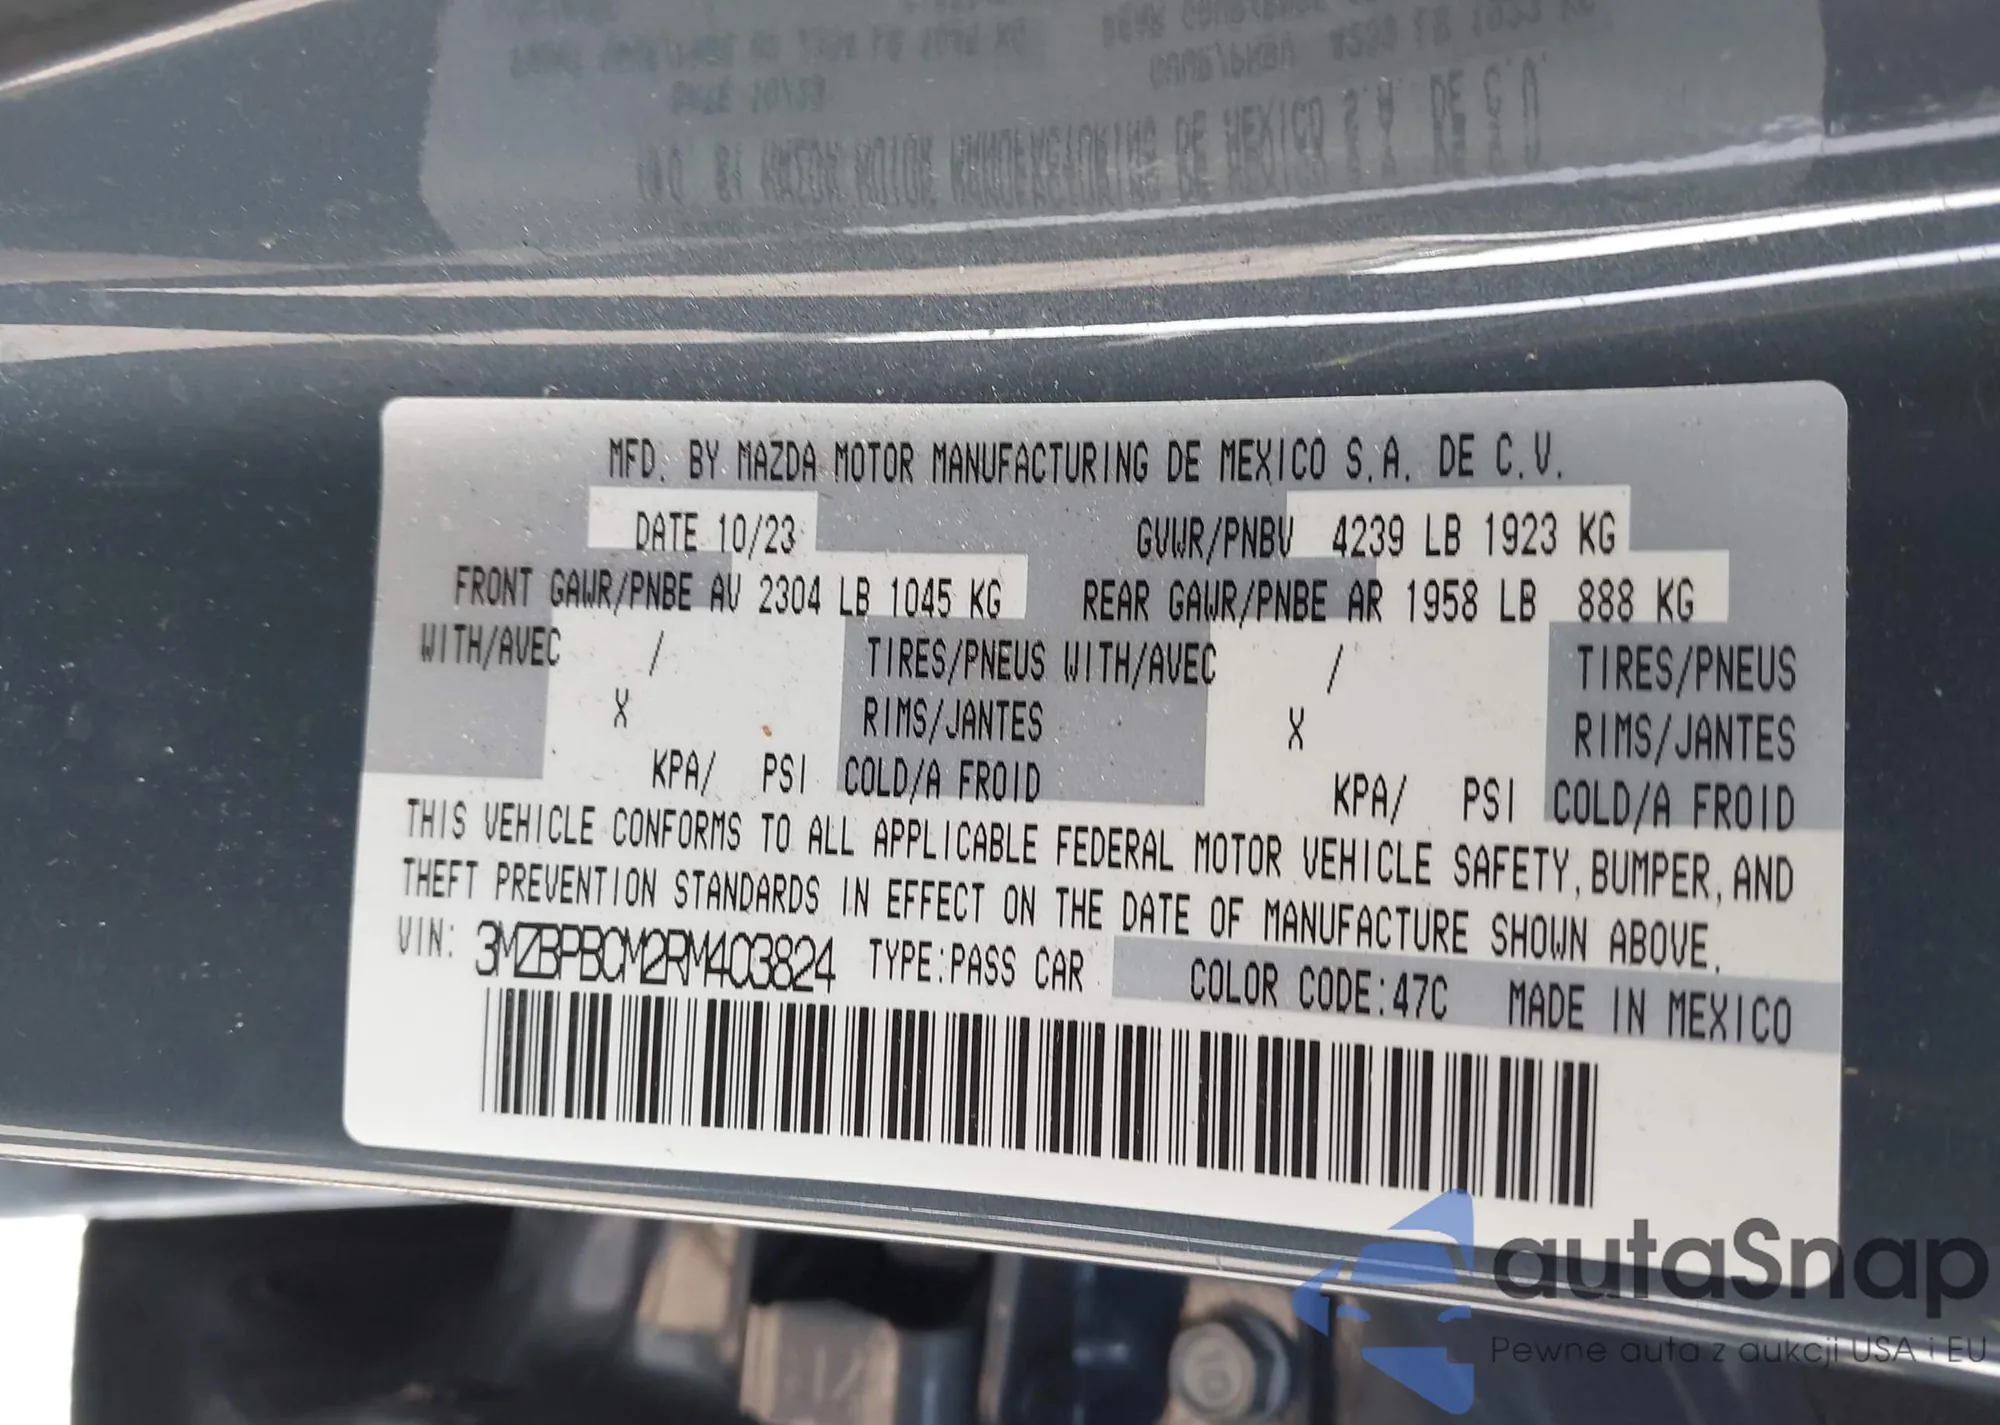 MFD. BY MAZDA MOTOR MANUFACTURING DE MEXICO S.A. DE C.V.
DATE 10/23 GVWR/PNBV 4239 LB 1923 KG
FRONT GAWR/PNBE AV 2304 LB 1045 KG REAR GAWR/PNBE AR 1958 LB 888 KG
WITH/AVEC / TIRES/PNEUS WITH/AVEC / TIRES/PNEUS
X RIMS/JANTES X RIMS/JANTES
KPA/ PSI COLD/A FROID KPA/ PSI COLD/A FROID
THIS VEHICLE CONFORMS TO ALL APPLICABLE FEDERAL MOTOR VEHICLE SAFETY, BUMPER, AND
THEFT PREVENTION STANDARDS IN EFFECT ON THE DATE OF MANUFACTURE SHOWN ABOVE.
VIN: 3MZBPBCM2RM403824 TYPE:PASS CAR COLOR CODE:47C MADE IN MEXICO
autaSnap
Pewne auta z aukcji USA i EU